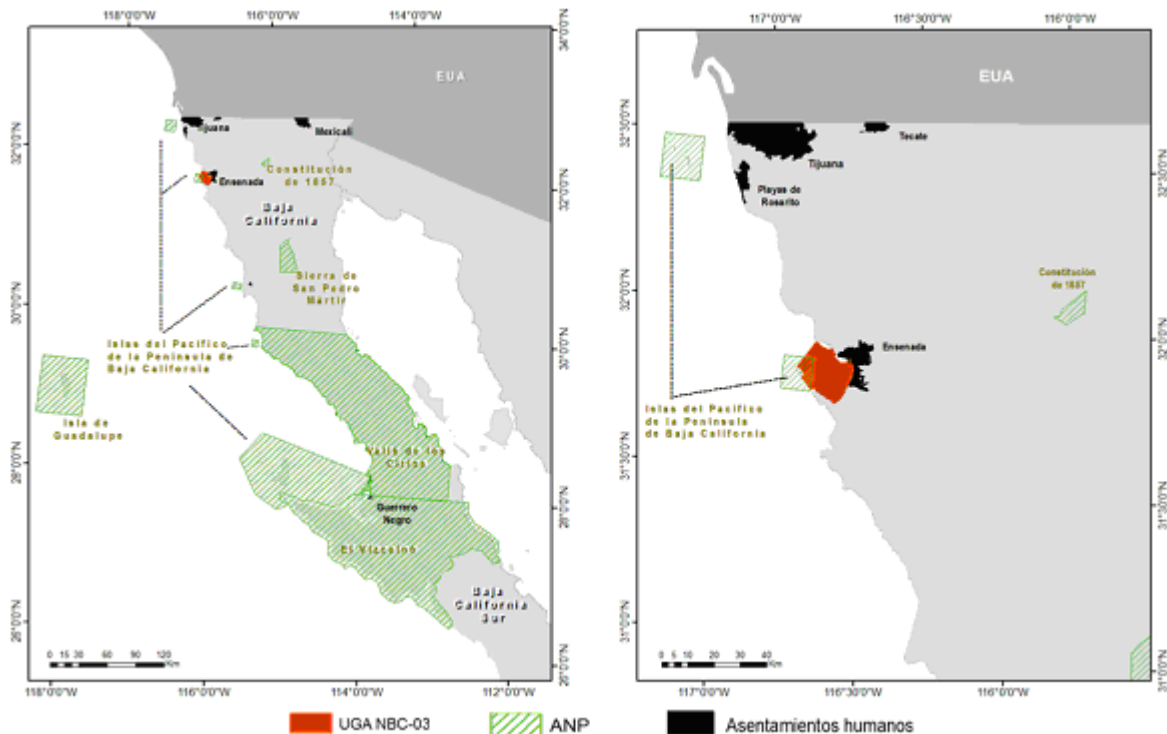 118°0'0"W 116°0'0"W 114°0'0"W
34°0'0"N
32°0'0"N
32°0'0"N
30°0'0"N
30°0'0"N
28°0'0"N
28°0'0"N
26°0'0"N
26°0'0"N
EUA
Tijuana
Mexicali
Constitución
de 1857
Ensenada
Baja
California
Sierra de
San Pedro
Mártir
Islas del Pacífico
de la Península de
Baja California
Isla de
Guadalupe
Valle de los
Cirios
Guerrero
Negro
El Vizcaíno
Baja
California
Sur
0 15 30 60 90 120
Km
118°0'0"W 116°0'0"W 114°0'0"W 112°0'0"W
117°0'0"W 116°30'0"W 116°0'0"W
32°30'0"N
32°30'0"N
32°0'0"N
32°0'0"N
31°30'0"N
31°30'0"N
31°0'0"N
31°0'0"N
EUA
Tecate
Tijuana
Playas de
Rosarito
Constitución
de 1857
Ensenada
Islas del Pacífico
de la Península
de Baja California
0 5 10 20 30 40
Km
117°0'0"W 116°30'0"W 116°0'0"W
UGA NBC-03 ANP Asentamientos humanos